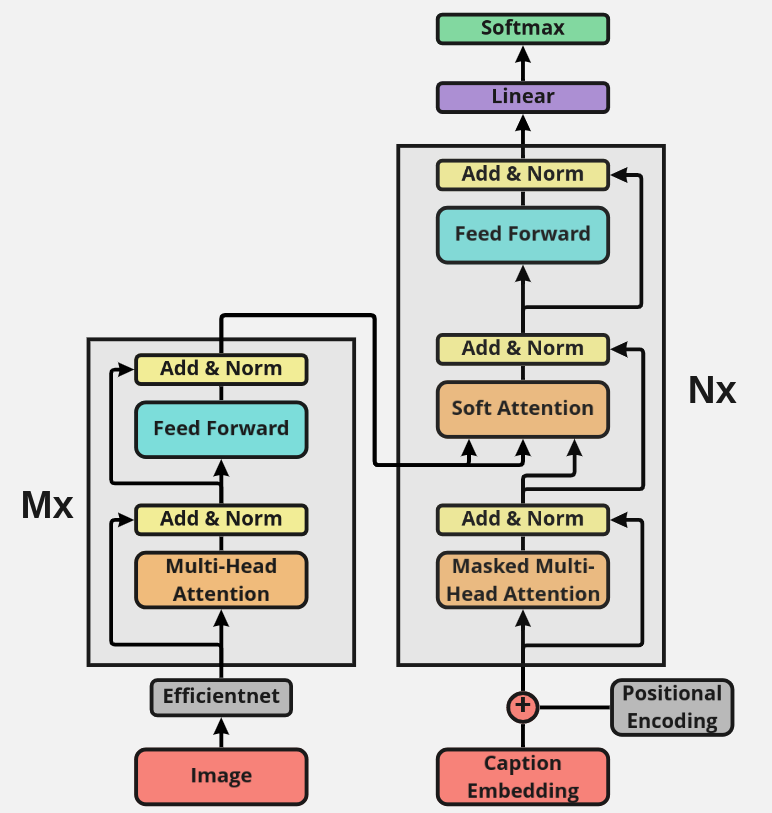 Softmax
Linear
Add & Norm
Feed Forward
Add & Norm
Soft Attention
Add & Norm
Masked Multi-
Head Attention
Nx
Add & Norm
Feed Forward
Add & Norm
Multi-Head
Attention
Mx
Efficientnet
Image
+
Positional
Encoding
Caption
Embedding